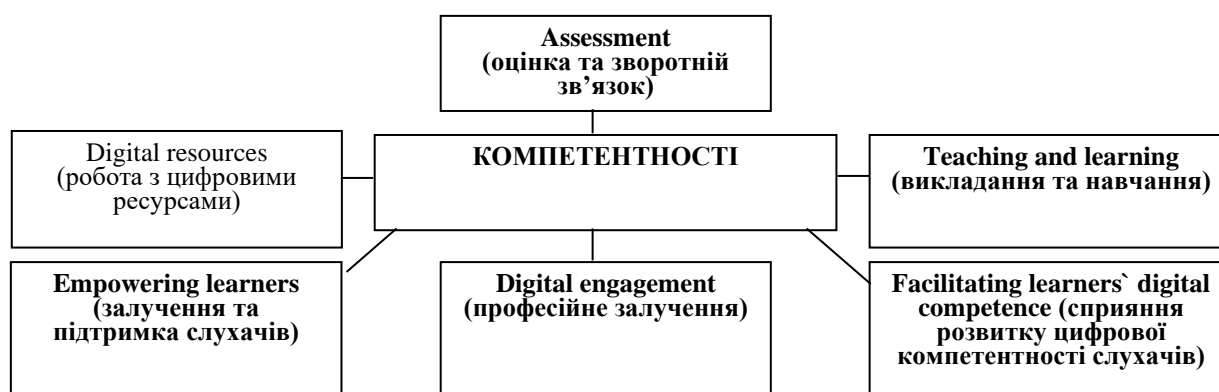 Assessment
(оцінка та зворотній
зв’язок)
Digital resources
(робота з цифровими
ресурсами)
КОМПЕТЕНТНОСТІ
Teaching and learning
(викладання та навчання)
Empowering learners
(залучення та
підтримка слухачів)
Digital engagement
(професійне залучення)
Facilitating learners` digital
competence (сприяння
розвитку цифрової
компетентності слухачів)